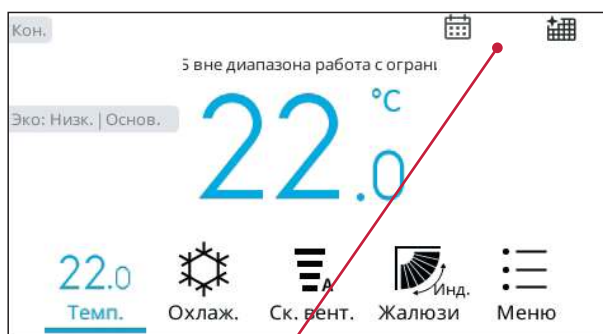 Кон.
5 вне диапазона работа с ограни
Эко: Низк. | Основ.
22.0 °C
22.0
A
Инд.
Темп. Охлаж. Ск. вент. Жалюзи Меню